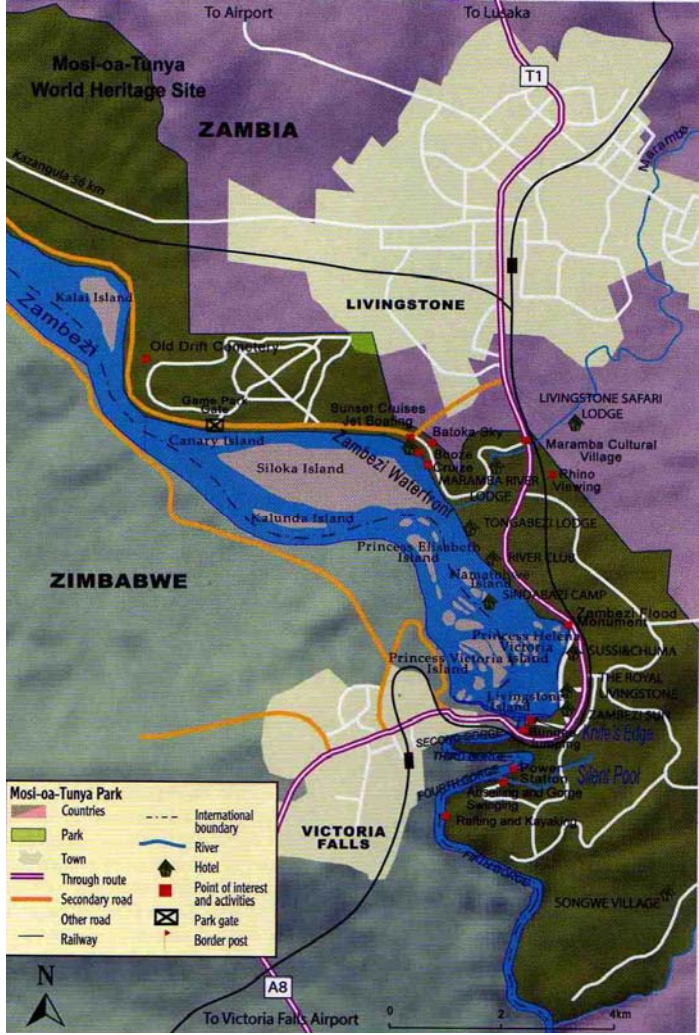 To Airport
To Lusaka
Mosi-oa-Tunya
World Heritage Site
T1
ZAMBIA
Maramba
Kazangula 56 km
Kalai Island
LIVINGSTONE
Zambezi
Old Drift Cemetery
Game Park
Gate
Canary Island
Sunset Cruises
Jet Boating
LIVINGSTONE SAFARI
LODGE
Batoka Sky
Maramba Cultural
Village
Booze
Cruize
Zambezi Waterfront
Siloka Island
MARAMBA RIVER
LODGE
Rhino
Viewing
Kalunda Island
TONGABEZI LODGE
Princess Elisabeth
Island
RIVER CLUB
Island
SINDABAZI CAMP
ZIMBABWE
Zambezi Flood
Monument
Princess Helena
Victoria
SUSSI&CHUMA
Princess Victoria Island
Island
THE ROYAL
LIVINGSTONE
Livingstone
Island
ZAMBEZI SUN
Bungee
Jumping
Knife's Edge
SECOND GORGE
THIRD GORGE
Power
Station
Silent Pool
FOURTH GORGE
Abseiling and Gorge
Swinging
Rafting and Kayaking
FIFTH GORGE
VICTORIA
FALLS
SONGWE VILLAGE
Mosi-oa-Tunya Park
Countries
Park
Town
Through route
Secondary road
Other road
Railway
International
boundary
River
Hotel
Point of interest
and activities
Park gate
Border post
N
A8
0
2
4km
To Victoria Falls Airport